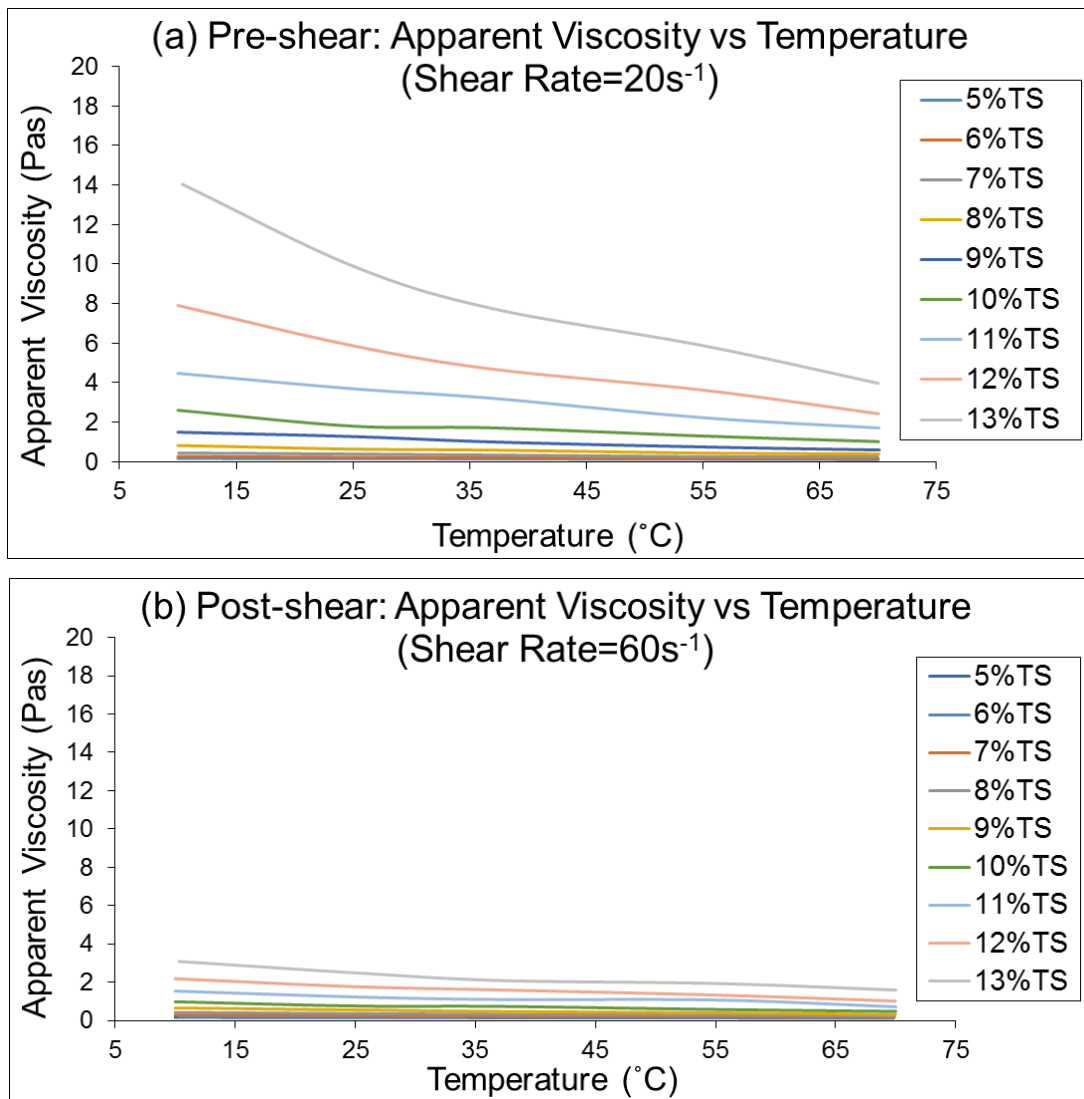 (a) Pre-shear: Apparent Viscosity vs Temperature
(Shear Rate=20s⁻¹)
Apparent Viscosity (Pas)
20
18
16
14
12
10
8
6
4
2
0
5 15 25 35 45 55 65 75
Temperature (˚C)
5%TS
6%TS
7%TS
8%TS
9%TS
10%TS
11%TS
12%TS
13%TS
(b) Post-shear: Apparent Viscosity vs Temperature
(Shear Rate=60s⁻¹)
Apparent Viscosity (Pas)
20
18
16
14
12
10
8
6
4
2
0
5 15 25 35 45 55 65 75
Temperature (˚C)
5%TS
6%TS
7%TS
8%TS
9%TS
10%TS
11%TS
12%TS
13%TS